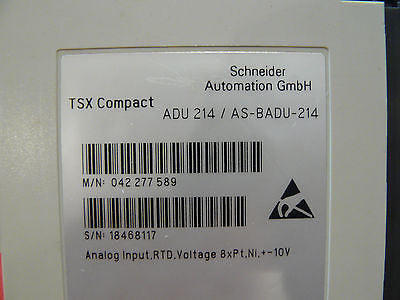 Schneider
Automation GmbH
TSX Compact
ADU 214 / AS-BADU-214
M/N: 042 277 589
S/N: 18468117
Analog Input,RTD,Voltage 8xPt,Ni,+-10V